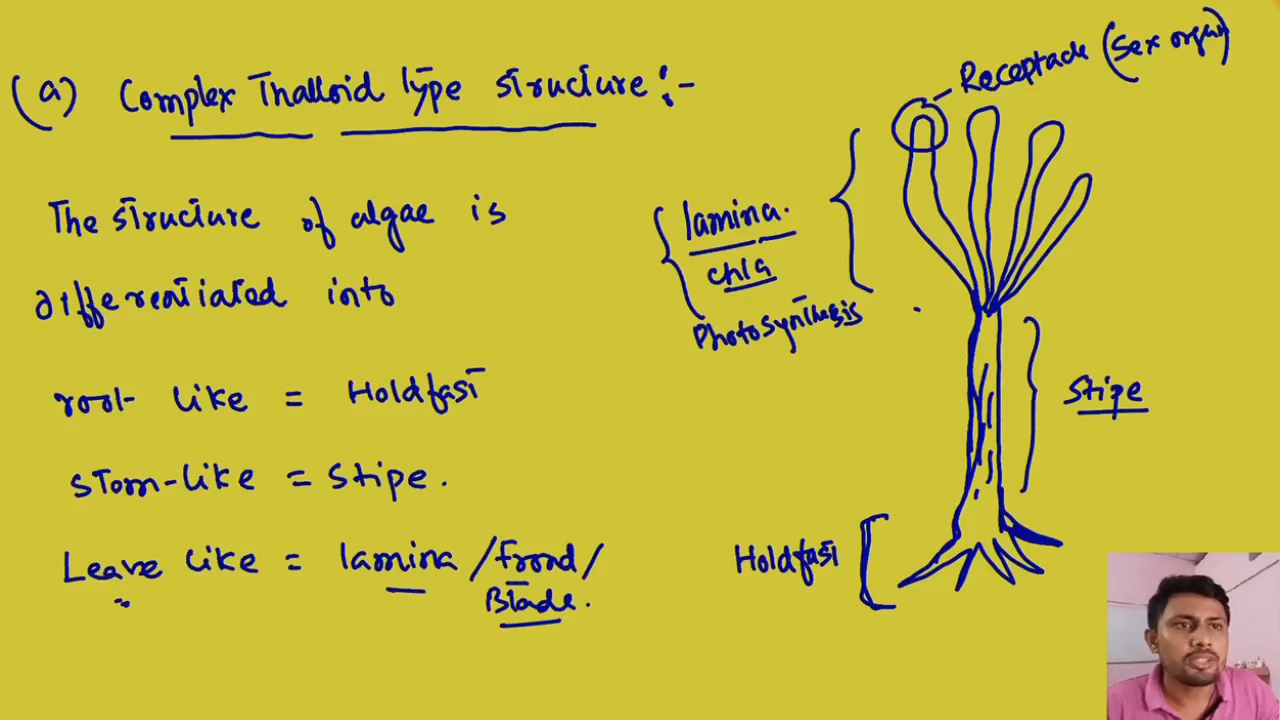 (a) Complex Thalloid type structure :-
The structure of algae is
differentiated into
root like = Holdfast
stem-like = stipe.
Leave like = lamina / frond /
Blade.
Receptacle (sex organ)
lamina.
chla
Photosynthesis
stipe
Holdfast